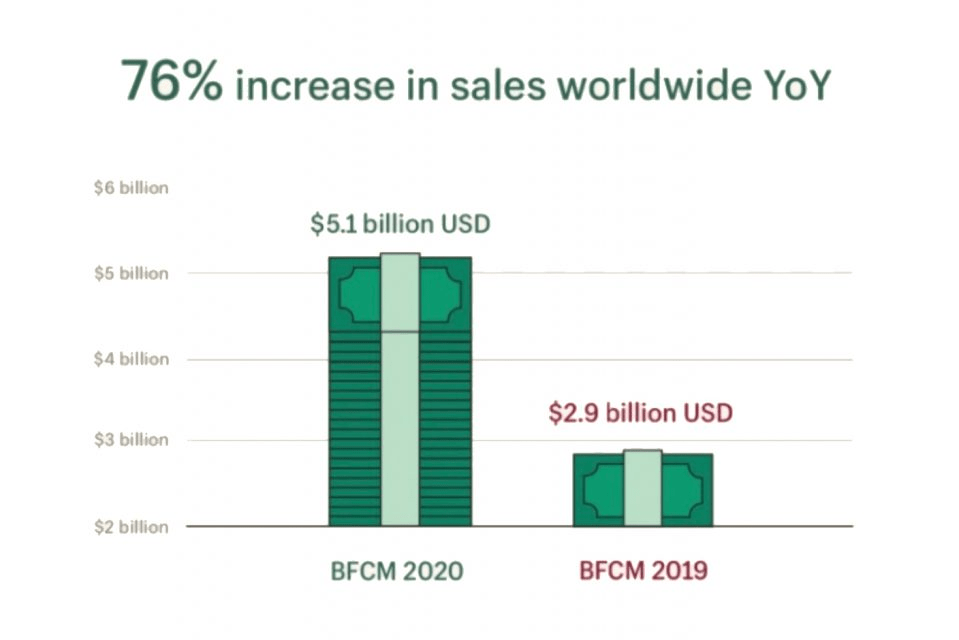 76% increase in sales worldwide YoY
$6 billion
$5.1 billion USD
$5 billion
$4 billion
$2.9 billion USD
$3 billion
$2 billion
BFCM 2020
BFCM 2019